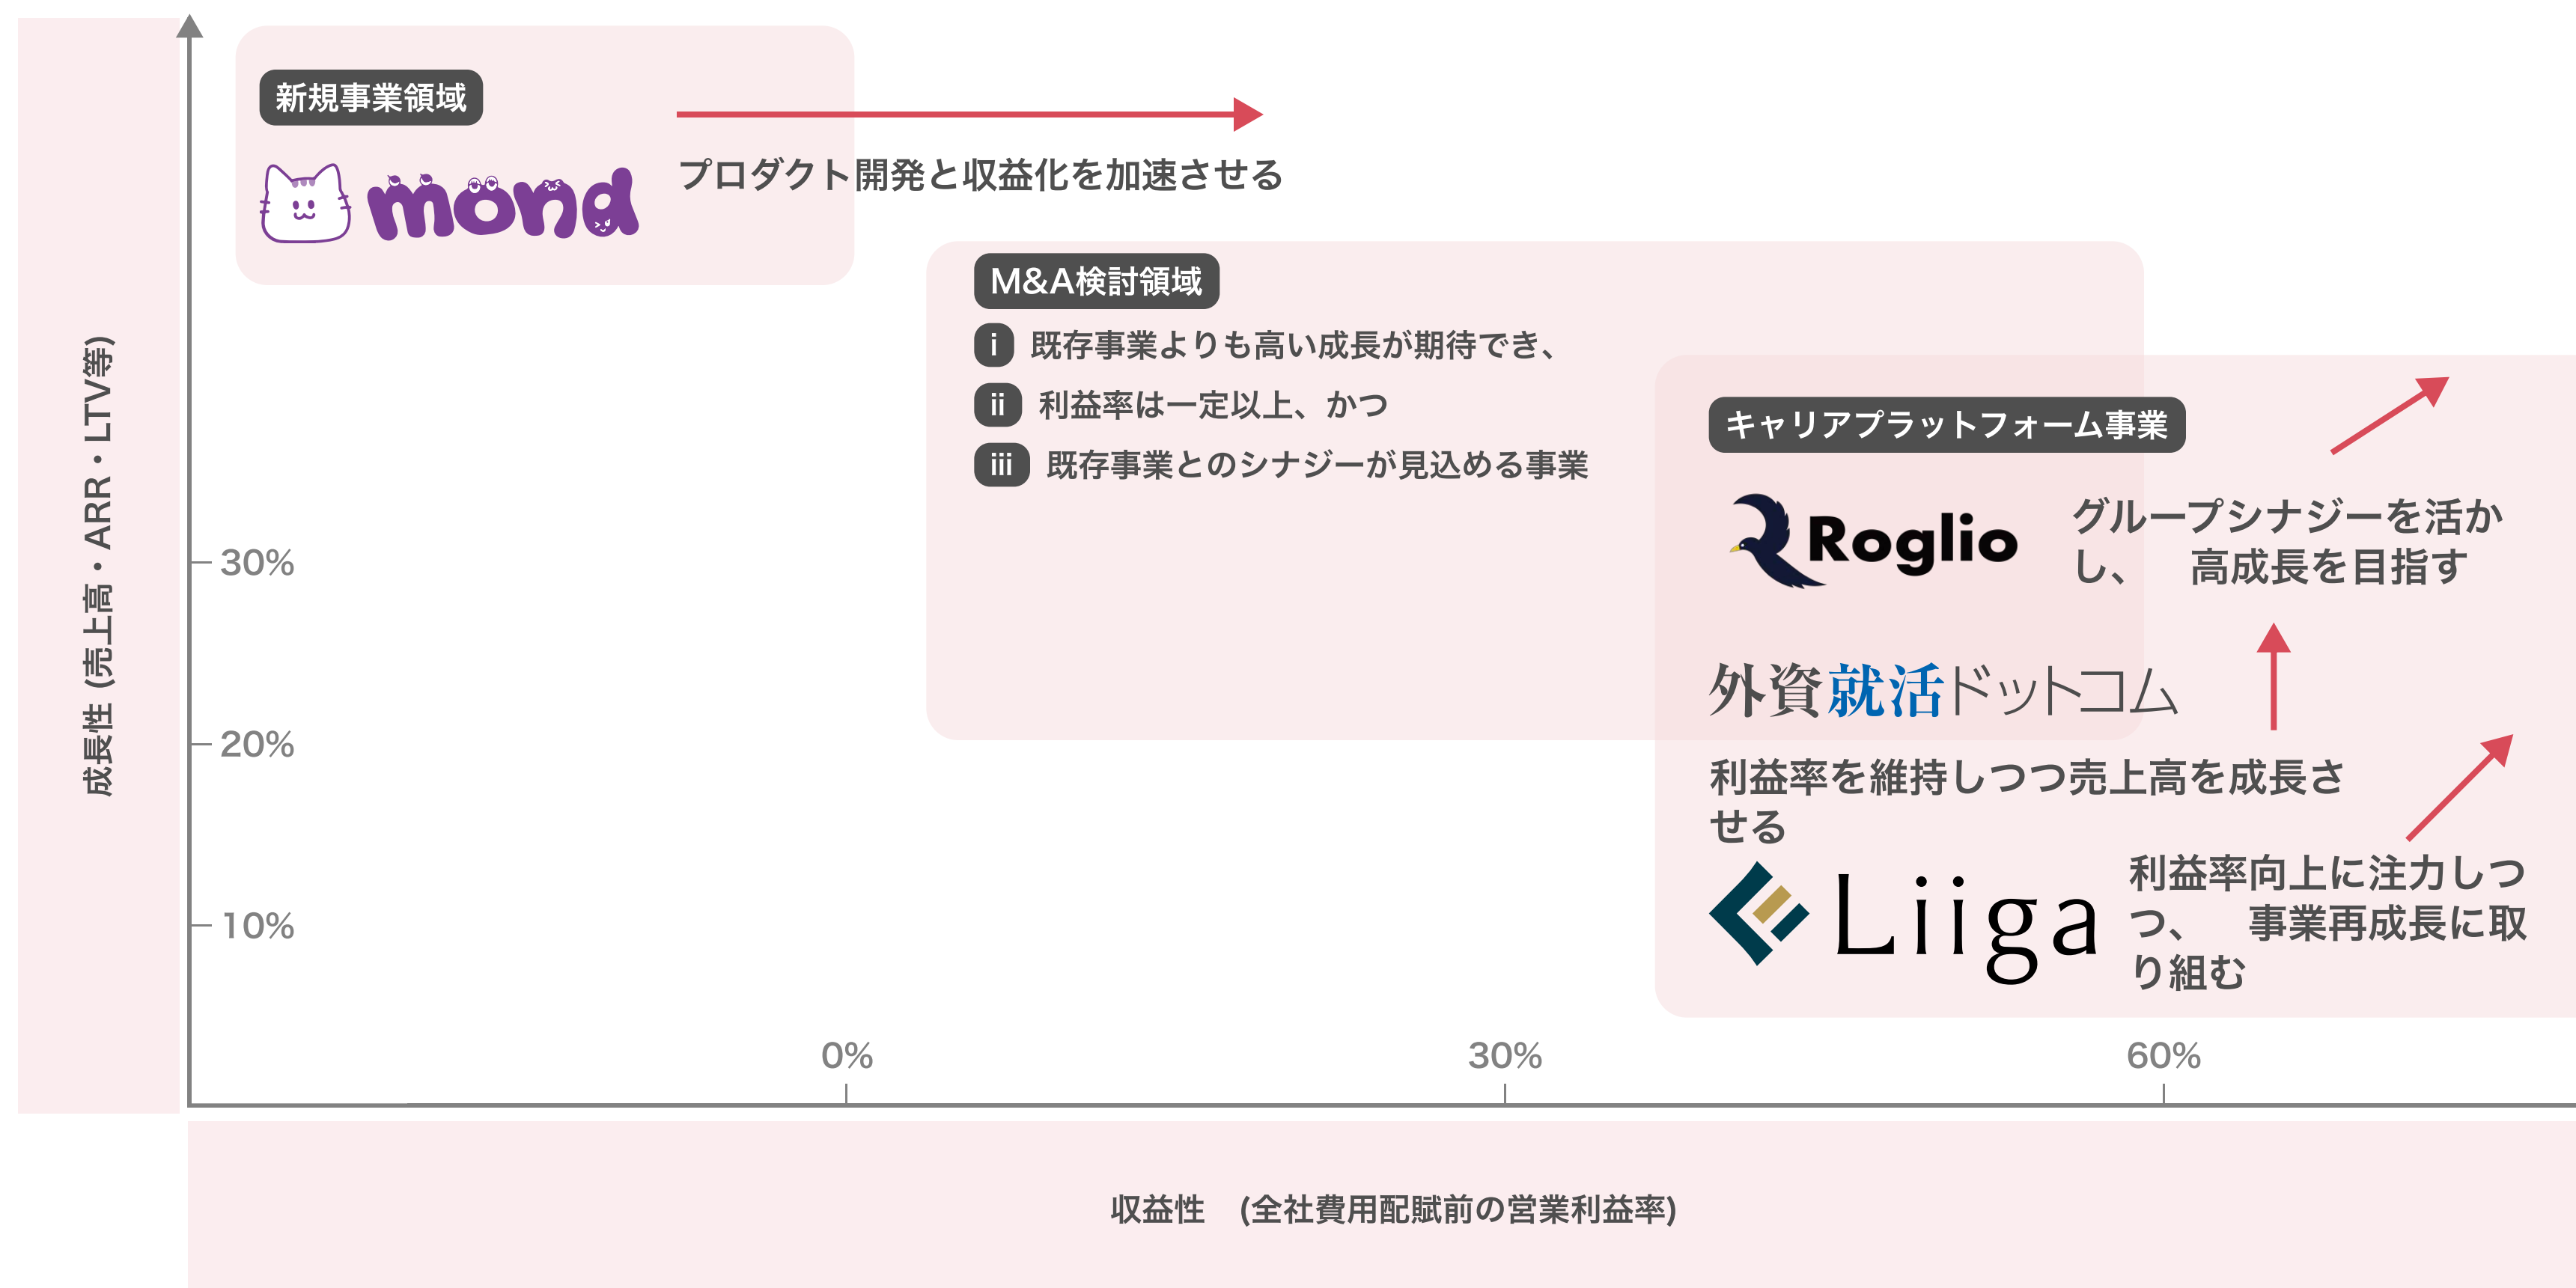 新規事業領域
mond
プロダクト開発と収益化を加速させる
M&A検討領域
i 既存事業よりも高い成長が期待でき、
ii 利益率は一定以上、かつ
iii 既存事業とのシナジーが見込める事業
キャリアプラットフォーム事業
Roglio
グループシナジーを活か
し、　高成長を目指す
外資就活ドットコム
利益率を維持しつつ売上高を成長さ
せる
Liiga
利益率向上に注力しつ
つ、　事業再成長に取
り組む
成長性 (売上高・ARR・LTV等)
30%
20%
10%
0%
30%
60%
収益性　(全社費用配賦前の営業利益率)